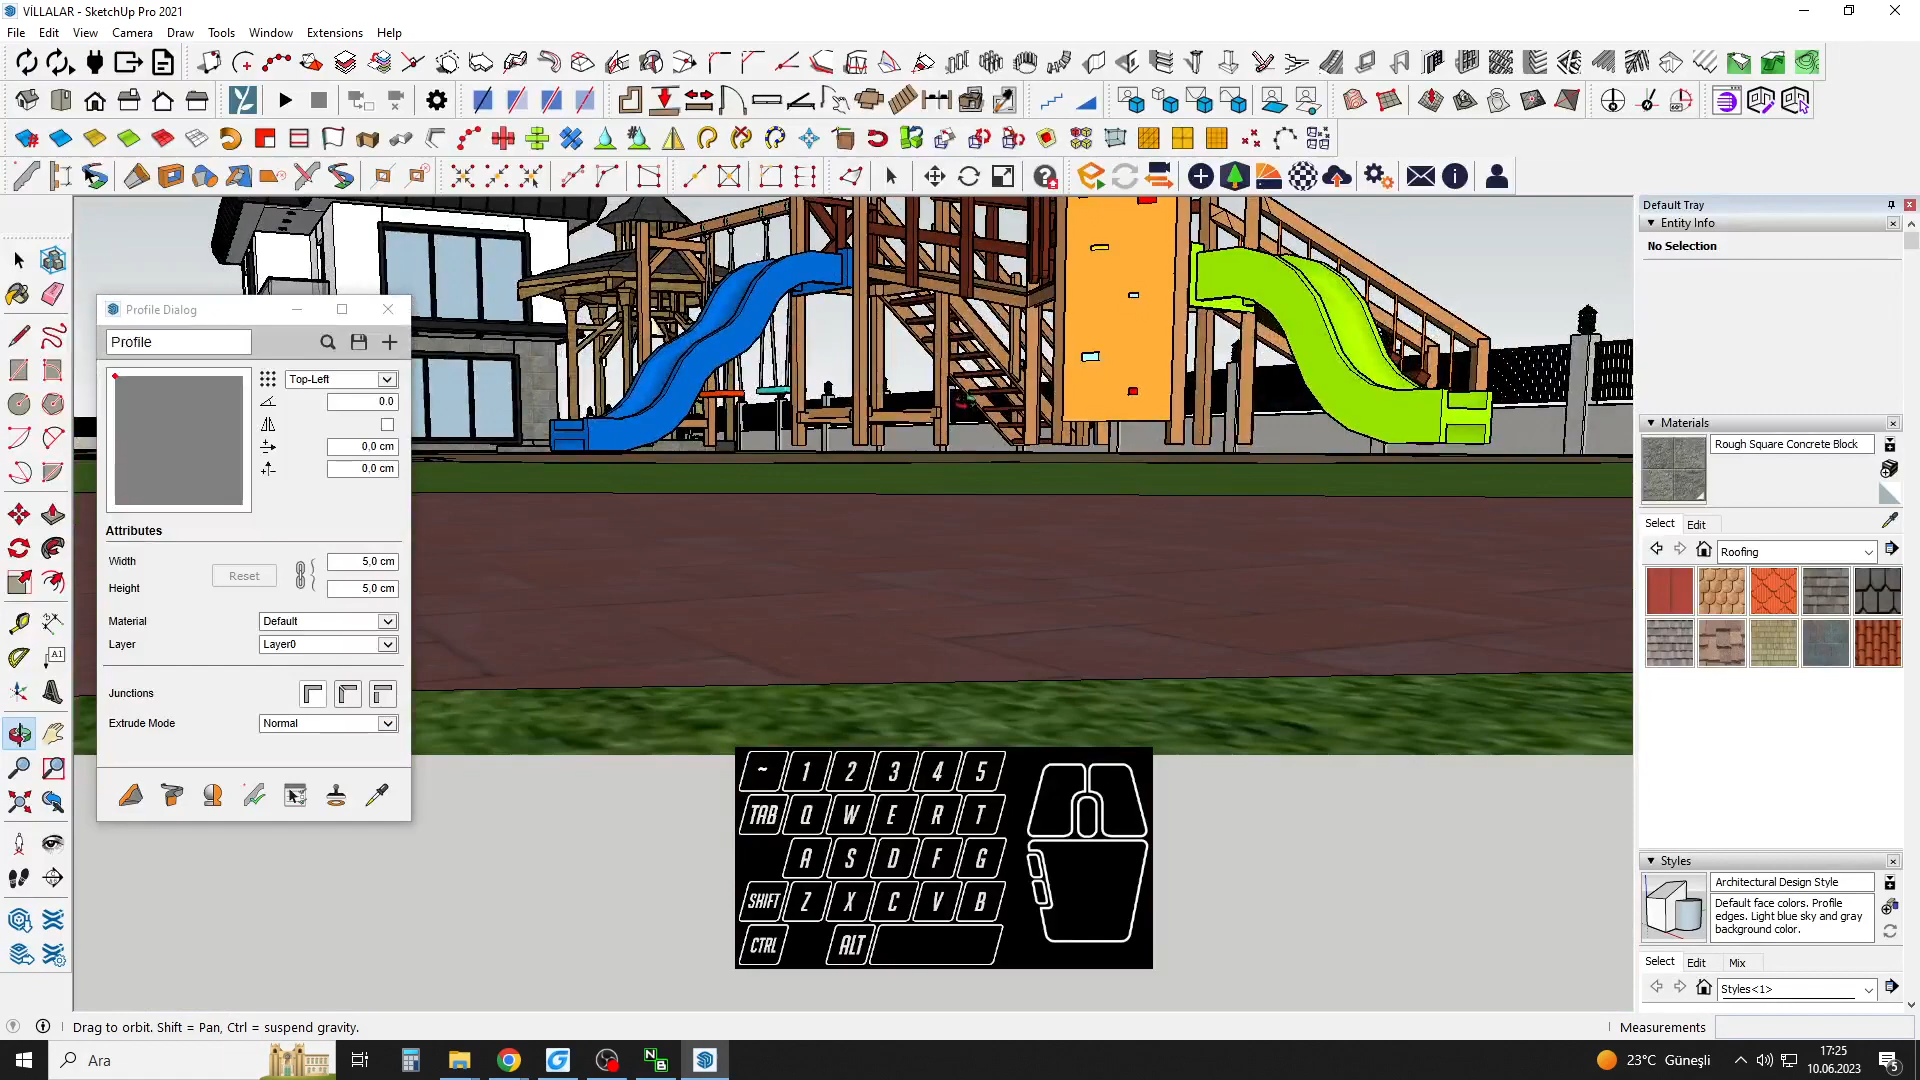 VİLLALAR - SketchUp Pro 2021
File Edit View Camera Draw Tools Window Extensions Help
Default Tray
Entity Info
No Selection
Profile Dialog
Profile
Top-Left
0.0
0,0 cm
0,0 cm
Attributes
Width 5,0 cm
Reset
Height 5,0 cm
Material Default
Layer Layer0
Junctions
Extrude Mode Normal
A1
Materials
Rough Square Concrete Block
Select Edit
Roofing
Styles
Architectural Design Style
Default face colors. Profile
edges. Light blue sky and gray
background color.
Select Edit Mix
Styles<1>
~ 1 2 3 4 5
TAB Q W E R T
A S D F G
SHIFT Z X C V B
CTRL ALT
Drag to orbit. Shift = Pan, Ctrl = suspend gravity.
Measurements
Ara
N
B
23°C Güneşli
17:25
10.06.2023
5